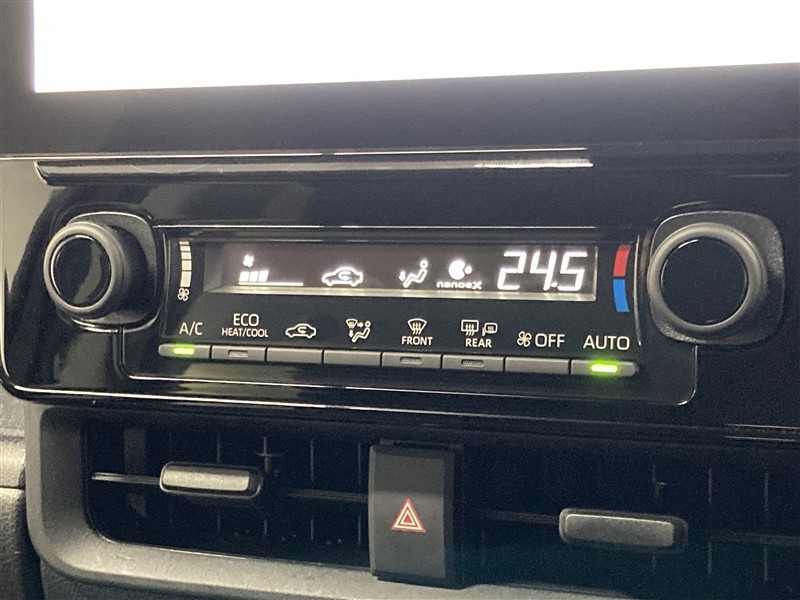 nanoeX 24.5
A/C ECO HEAT/COOL FRONT REAR OFF AUTO